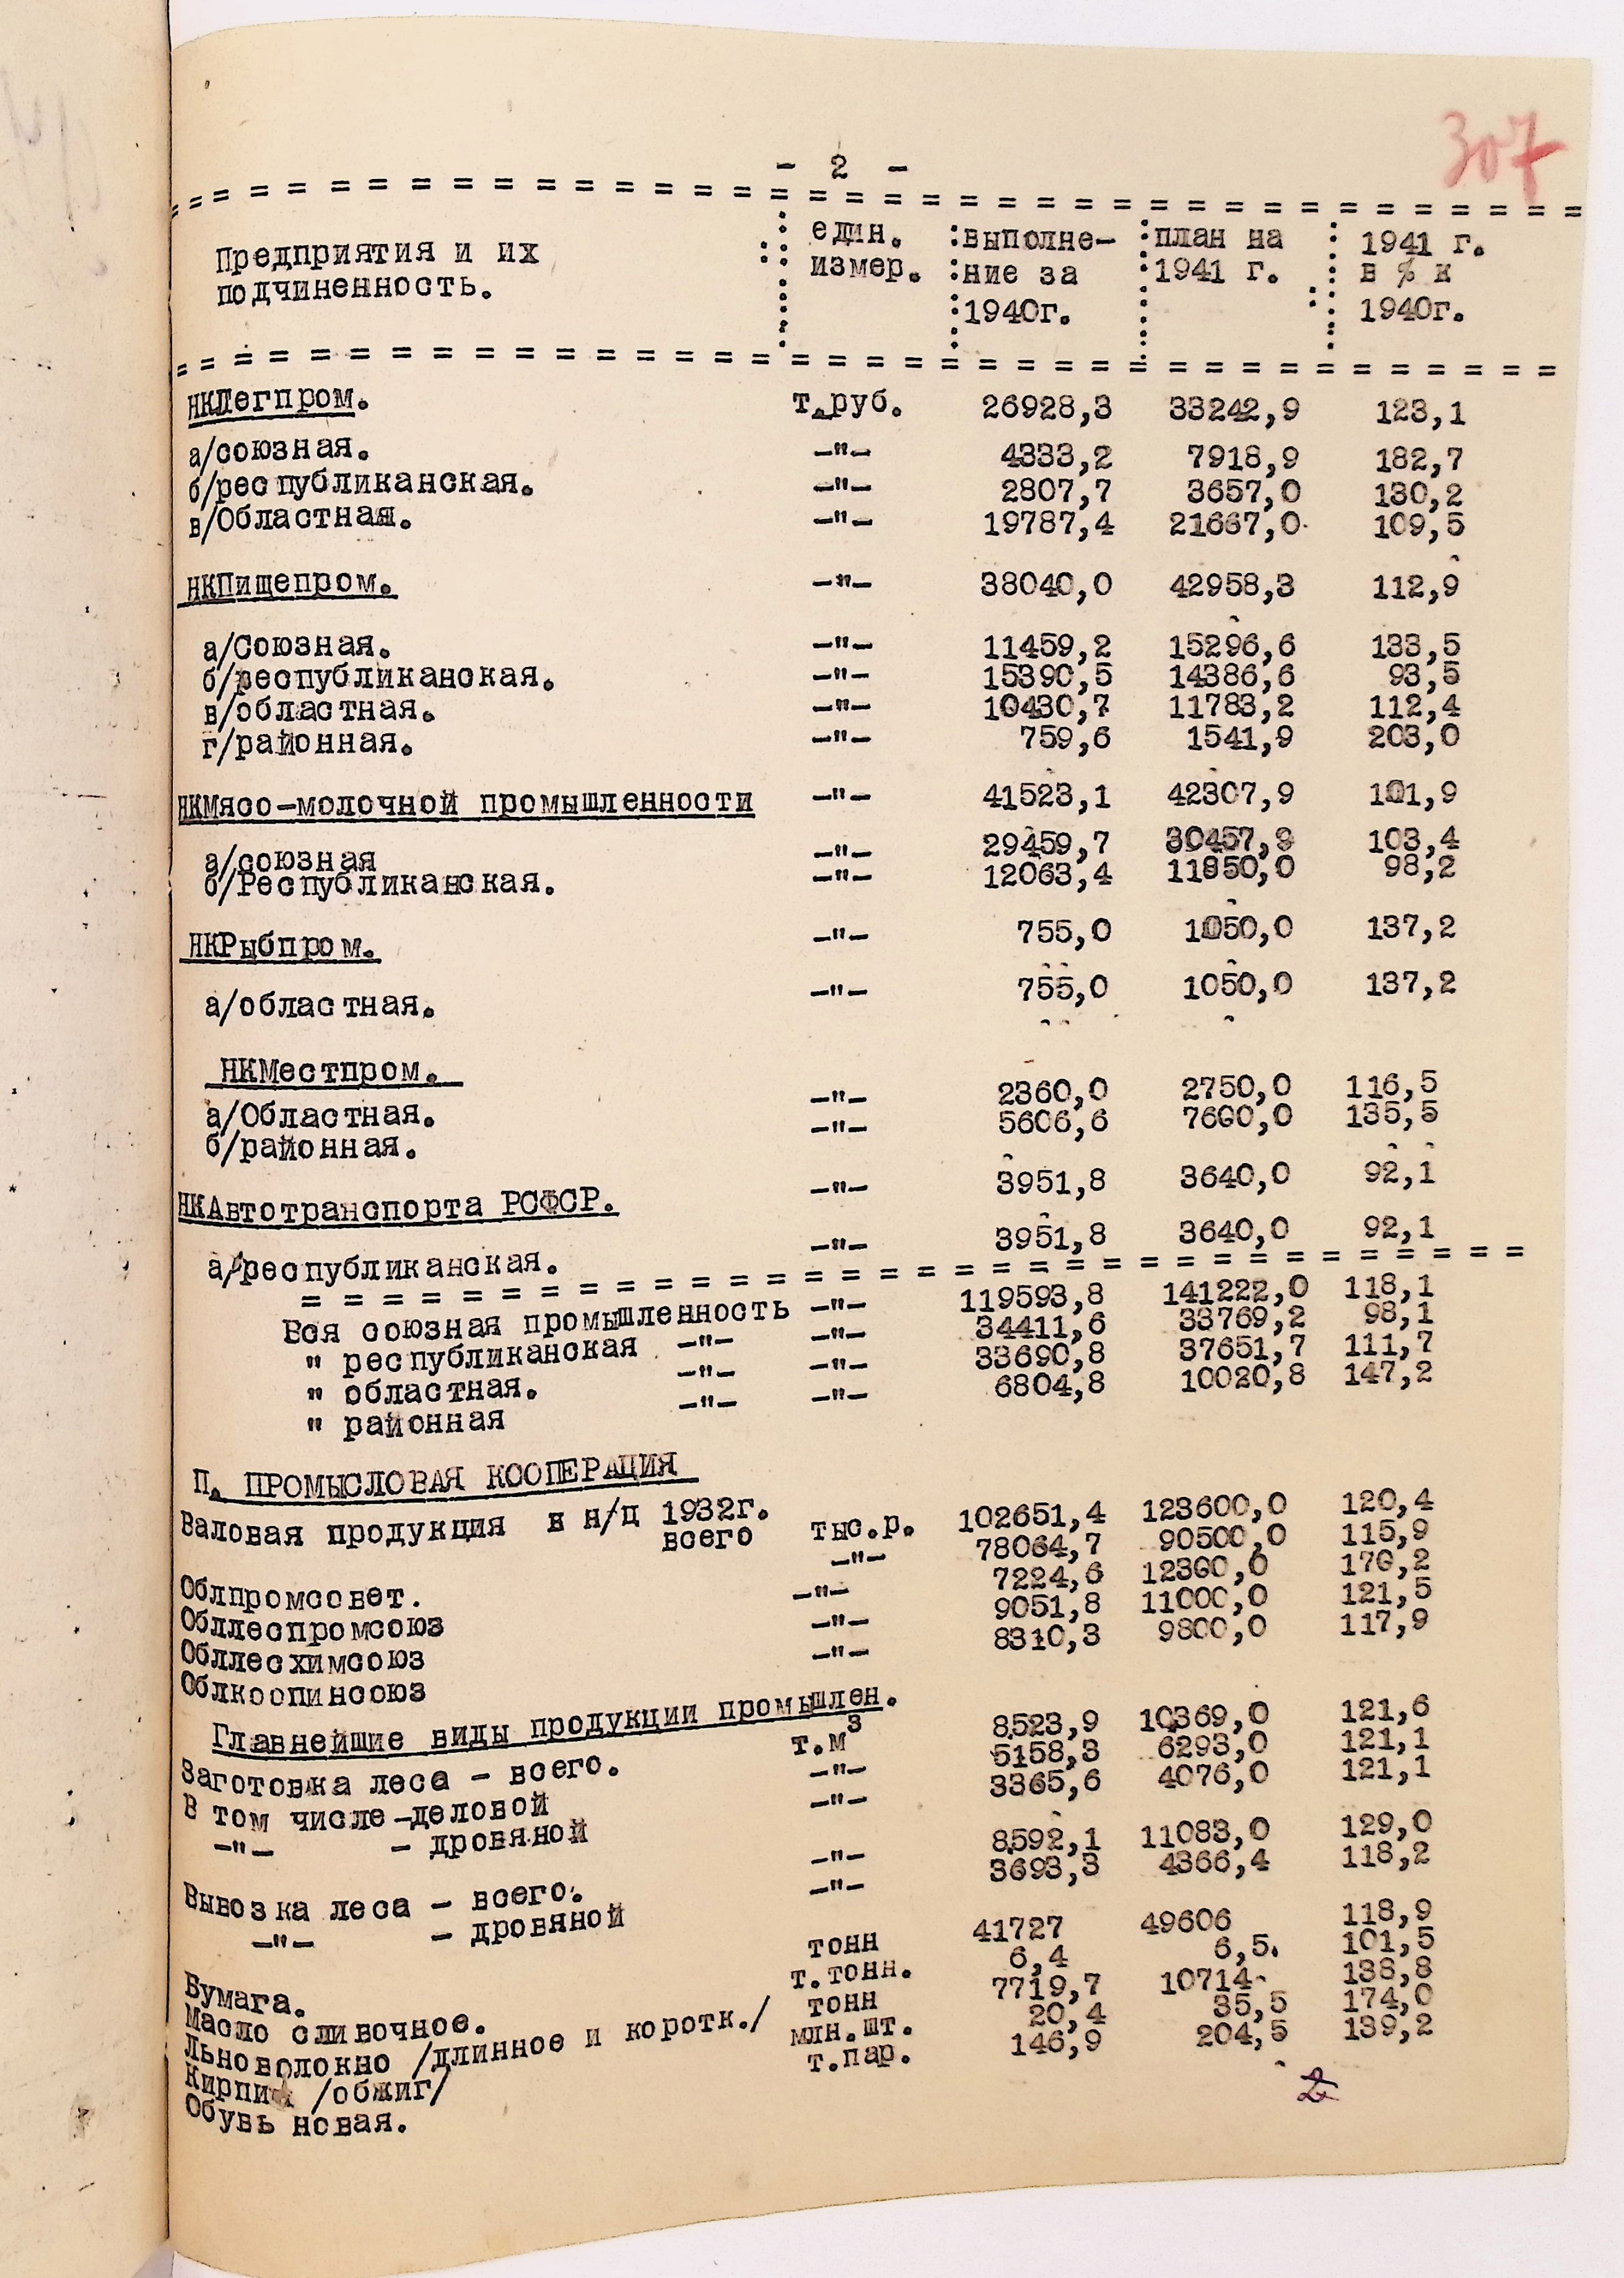 307
- 2 -
Предприятия и их подчиненность. : един. измер. : выполне- ние за 1940г. : план на 1941 г. : 1941 г. в % к 1940г.
НКЛегпром. т.руб. 26928,3 33242,9 123,1
а/союзная. -"- 4333,2 7918,9 182,7
б/республиканская. -"- 2807,7 3657,0 130,2
в/Областная. -"- 19787,4 21667,0 109,5
НКПищепром. -"- 38040,0 42958,3 112,9
а/Союзная. -"- 11459,2 15296,6 133,5
б/республиканская. -"- 15390,5 14386,6 93,5
в/областная. -"- 10430,7 11783,2 112,4
г/районная. -"- 759,6 1541,9 203,0
НКМясо-молочной промышленности -"- 41523,1 42307,9 101,9
а/союзная -"- 29459,7 30457,9 103,4
б/Республиканская. -"- 12063,4 11850,0 98,2
НКРыбпром. -"- 755,0 1050,0 137,2
а/областная. -"- 755,0 1050,0 137,2
НКМестпром.
а/Областная. -"- 2360,0 2750,0 116,5
б/районная. -"- 5606,6 7600,0 135,5
НКАвтотранспорта РСФСР. -"- 3951,8 3640,0 92,1
а/республиканская. -"- 3951,8 3640,0 92,1
Вся союзная промышленность -"- 119593,8 141222,0 118,1
" республиканская -"- -"- 34411,6 33769,2 98,1
" областная. -"- -"- 33690,8 37651,7 111,7
" районная -"- -"- 6804,8 10020,8 147,2
П. ПРОМЫСЛОВАЯ КООПЕРАЦИЯ
Валовая продукция в н/ц 1932г.
всего тыс.р. 102651,4 123600,0 120,4
Облпромсовет. -"- 78064,7 90500,0 115,9
Обллеспромсоюз -"- 7224,6 12300,0 170,2
Обллесхимсоюз -"- 9051,8 11000,0 121,5
Облкоопинсоюз -"- 8310,3 9800,0 117,9
Главнейшие виды продукции промышлен.
Заготовка леса - всего. т.м3 8523,9 10369,0 121,6
В том числе -деловой -"- 5158,3 6293,0 121,1
-"- - дровяной -"- 3365,6 4076,0 121,1
Вывозка леса - всего. -"- 8592,1 11083,0 129,0
-"- - дровяной -"- 3693,3 4366,4 118,2
Бумага. тонн 41727 49606 118,9
Масло сливочное. т.тонн. 6,4 6,5. 101,5
Льноволокно /длинное и коротк./ тонн 7719,7 10714 138,8
Кирпич /обжиг/ млн.шт. 20,4 35,5 174,0
Обувь новая. т.пар. 146,9 204,5 139,2